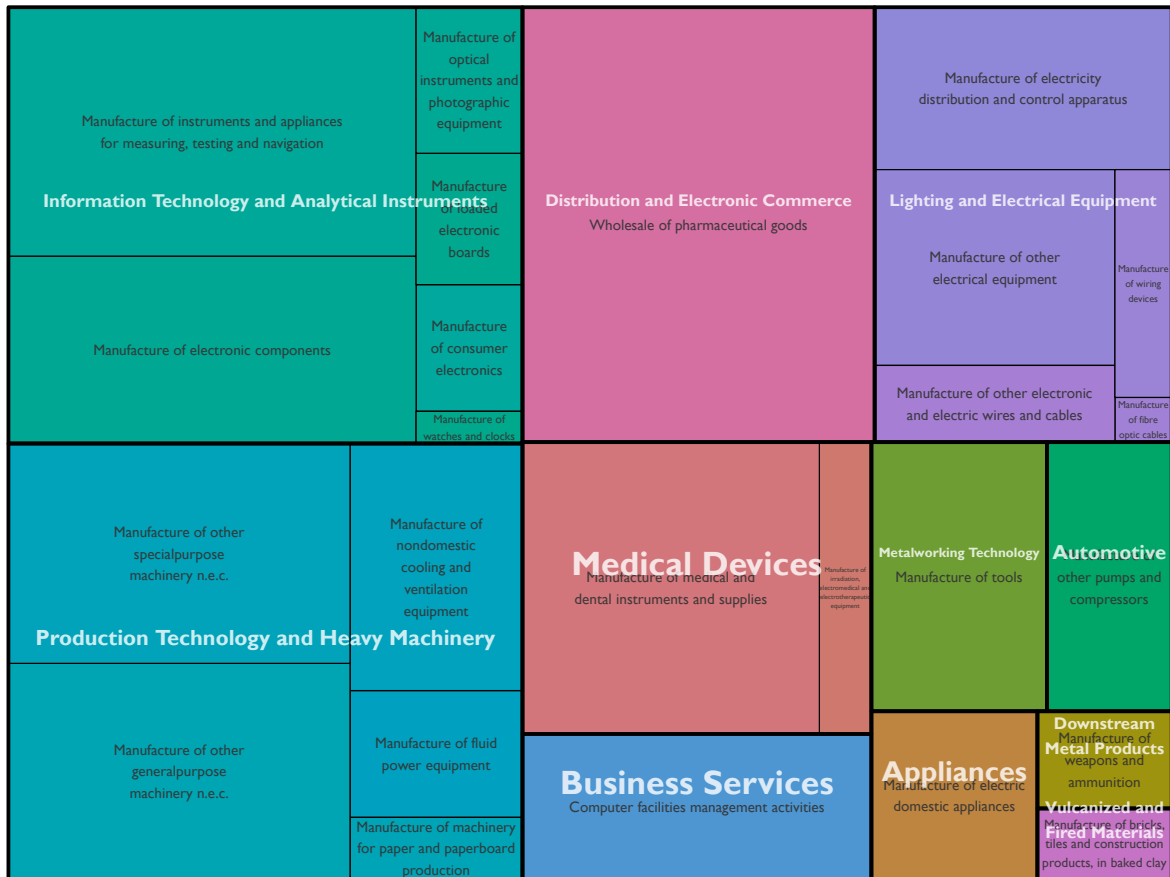 Manufacture of instruments and appliances
for measuring, testing and navigation
Manufacture of
optical
instruments and
photographic
equipment
Information Technology and Analytical Instruments
Manufacture
of loaded
electronic
boards
Manufacture of electronic components
Manufacture
of consumer
electronics
Manufacture of
watches and clocks
Distribution and Electronic Commerce
Wholesale of pharmaceutical goods
Manufacture of electricity
distribution and control apparatus
Lighting and Electrical Equipment
Manufacture of other
electrical equipment
Manufacture
of wiring
devices
Manufacture of other electronic
and electric wires and cables
Manufacture
of fibre
optic cables
Manufacture of other
specialpurpose
machinery n.e.c.
Manufacture of
nondomestic
cooling and
ventilation
equipment
Production Technology and Heavy Machinery
Manufacture of other
generalpurpose
machinery n.e.c.
Manufacture of fluid
power equipment
Manufacture of machinery
for paper and paperboard
production
Medical Devices
Manufacture of medical and
dental instruments and supplies
Manufacture of
irradiation,
electromedical and
electrotherapeutic
equipment
Business Services
Computer facilities management activities
Metalworking Technology
Manufacture of tools
Automotive
other pumps and
compressors
Appliances
Manufacture of electric
domestic appliances
Downstream
Metal Products
Manufacture of
weapons and
ammunition
Vulcanized and
Fired Materials
Manufacture of bricks,
tiles and construction
products, in baked clay